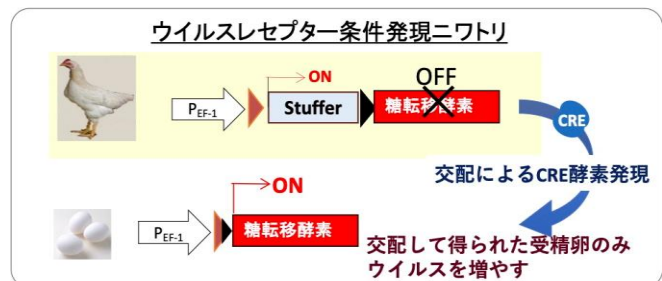 ウイルスレセプター条件発現ニワトリ
ON
OFF
PEF-1
Stuffer
糖転移酵素
CRE
交配によるCRE酵素発現
ON
PEF-1
糖転移酵素
交配して得られた受精卵のみ
ウイルスを増やす